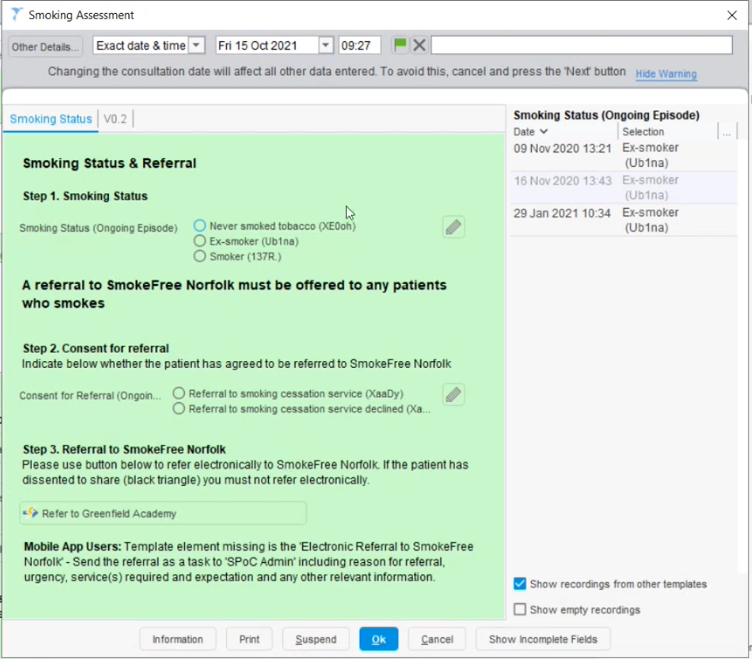 Smoking Assessment
Other Details... Exact date & time Fri 15 Oct 2021 09:27
Changing the consultation date will affect all other data entered. To avoid this, cancel and press the 'Next' button Hide Warning
Smoking Status V0.2
Smoking Status & Referral
Step 1. Smoking Status
Smoking Status (Ongoing Episode)
Never smoked tobacco (XE0oh)
Ex-smoker (Ub1na)
Smoker (137R.)
A referral to SmokeFree Norfolk must be offered to any patients
who smokes
Step 2. Consent for referral
Indicate below whether the patient has agreed to be referred to SmokeFree Norfolk
Consent for Referral (Ongoin...
Referral to smoking cessation service (XaaDy)
Referral to smoking cessation service declined (Xa...
Step 3. Referral to SmokeFree Norfolk
Please use button below to refer electronically to SmokeFree Norfolk. If the patient has
dissented to share (black triangle) you must not refer electronically.
Refer to Greenfield Academy
Mobile App Users: Template element missing is the 'Electronic Referral to SmokeFree
Norfolk' - Send the referral as a task to 'SPoC Admin' including reason for referral,
urgency, service(s) required and expectation and any other relevant information.
Smoking Status (Ongoing Episode)
Date Selection ...
09 Nov 2020 13:21 Ex-smoker
(Ub1na)
16 Nov 2020 13:43 Ex-smoker
(Ub1na)
29 Jan 2021 10:34 Ex-smoker
(Ub1na)
Show recordings from other templates
Show empty recordings
Information Print Suspend Ok Cancel Show Incomplete Fields